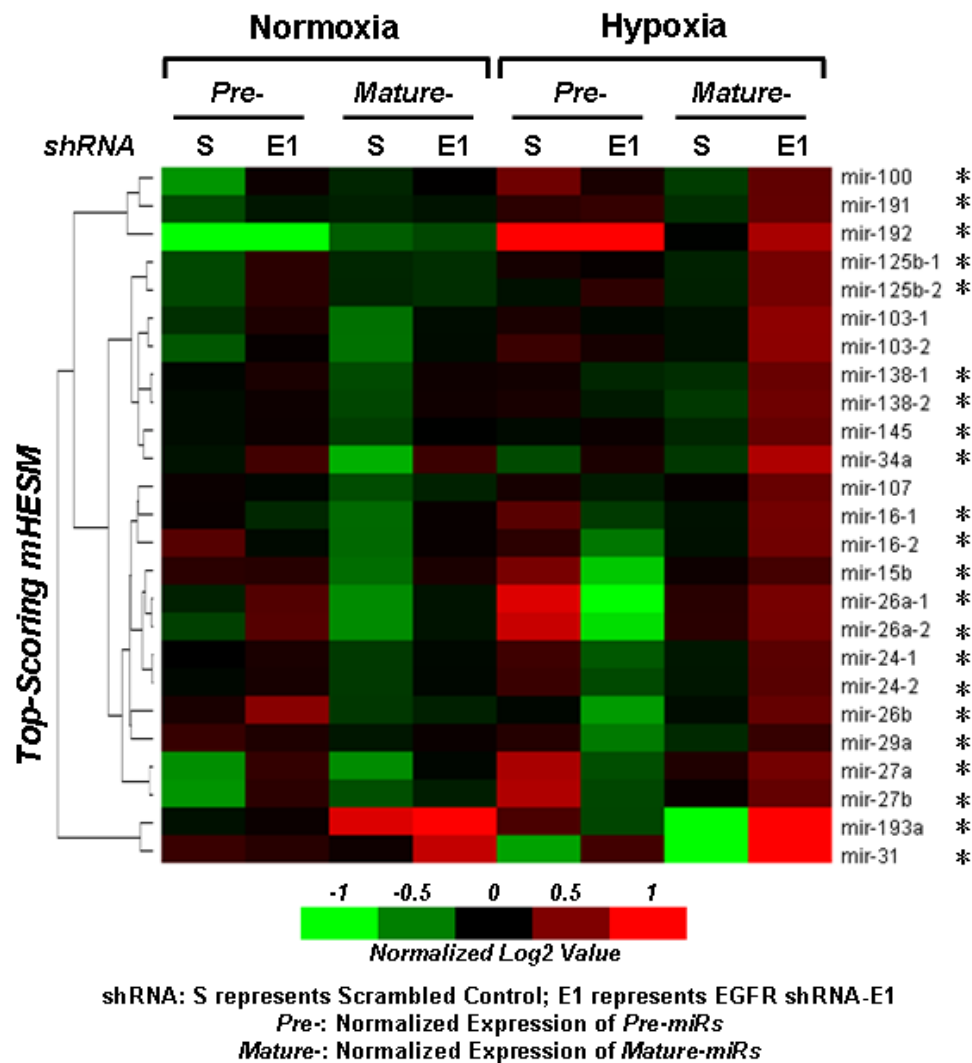 Normoxia Hypoxia
Pre- Mature- Pre- Mature-
shRNA S E1 S E1 S E1 S E1
Top-Scoring mHESM
mir-100 *
mir-191 *
mir-192 *
mir-125b-1 *
mir-125b-2 *
mir-103-1
mir-103-2
mir-138-1 *
mir-138-2 *
mir-145 *
mir-34a *
mir-107
mir-16-1 *
mir-16-2 *
mir-15b *
mir-26a-1 *
mir-26a-2 *
mir-24-1 *
mir-24-2 *
mir-26b *
mir-29a *
mir-27a *
mir-27b *
mir-193a *
mir-31 *
-1 -0.5 0 0.5 1
Normalized Log2 Value
shRNA: S represents Scrambled Control; E1 represents EGFR shRNA-E1
Pre-: Normalized Expression of Pre-miRs
Mature-: Normalized Expression of Mature-miRs